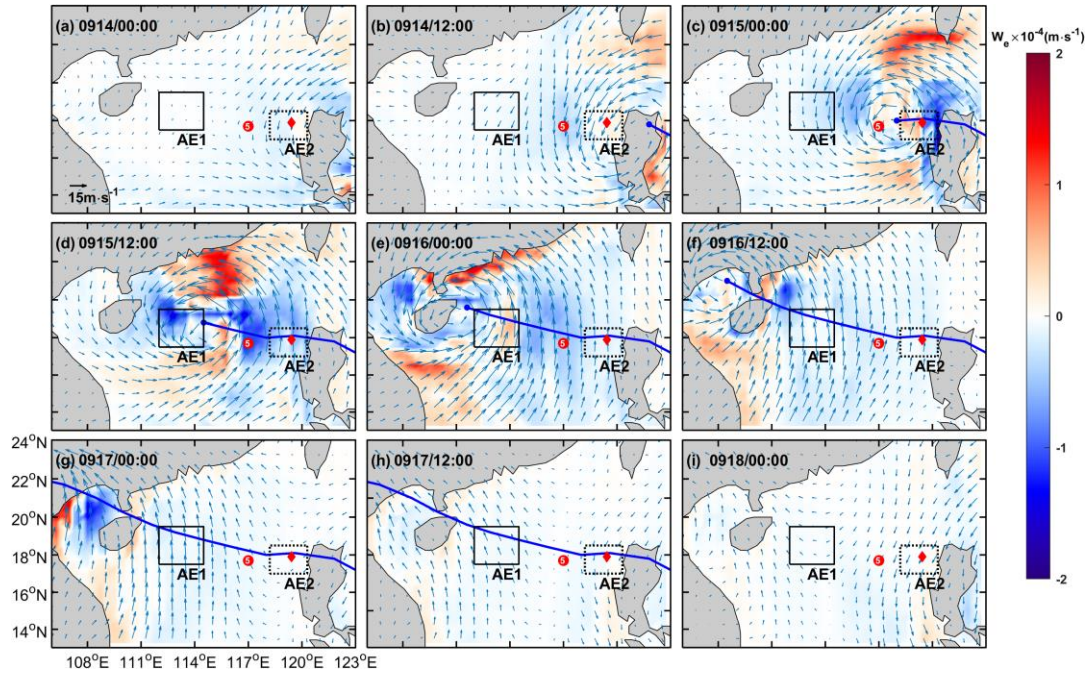 (a) 0914/00:00
(b) 0914/12:00
(c) 0915/00:00
Wₑ×10⁻⁴(m·s⁻¹)
2
1
0
-1
-2
AE1
5
AE2
15m·s⁻¹
AE1
5
AE2
AE1
5
AE2
(d) 0915/12:00
(e) 0916/00:00
(f) 0916/12:00
AE1
5
AE2
AE1
5
AE2
AE1
5
AE2
(g) 0917/00:00
(h) 0917/12:00
(i) 0918/00:00
AE1
5
AE2
AE1
5
AE2
AE1
5
AE2
24°N
22°N
20°N
18°N
16°N
14°N
108°E 111°E 114°E 117°E 120°E 123°E